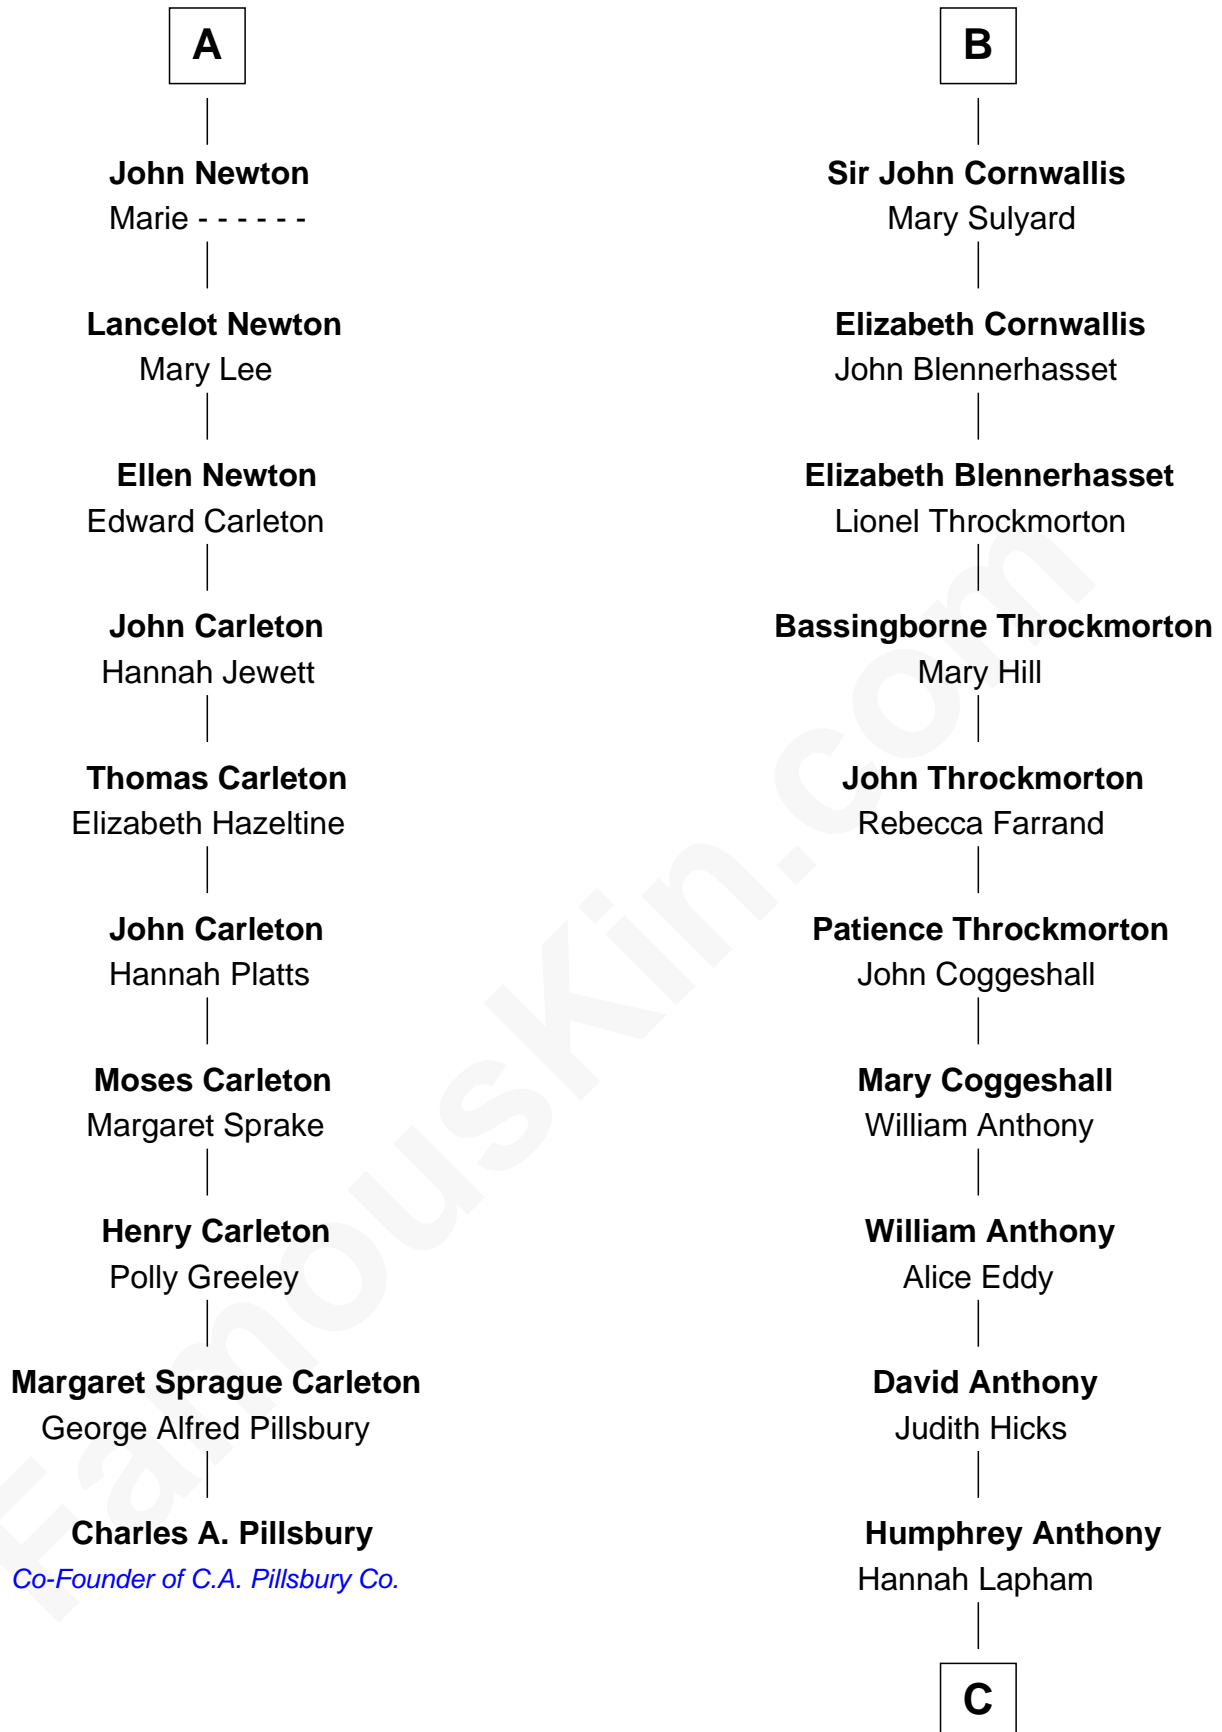 A
John Newton
Marie - - - - - -
Lancelot Newton
Mary Lee
Ellen Newton
Edward Carleton
John Carleton
Hannah Jewett
Thomas Carleton
Elizabeth Hazeltine
John Carleton
Hannah Platts
Moses Carleton
Margaret Sprake
Henry Carleton
Polly Greeley
Margaret Sprague Carleton
George Alfred Pillsbury
Charles A. Pillsbury
Co-Founder of C.A. Pillsbury Co.
B
Sir John Cornwallis
Mary Sulyard
Elizabeth Cornwallis
John Blennerhasset
Elizabeth Blennerhasset
Lionel Throckmorton
Bassingborne Throckmorton
Mary Hill
John Throckmorton
Rebecca Farrand
Patience Throckmorton
John Coggeshall
Mary Coggeshall
William Anthony
William Anthony
Alice Eddy
David Anthony
Judith Hicks
Humphrey Anthony
Hannah Lapham
C
FamousKin.com